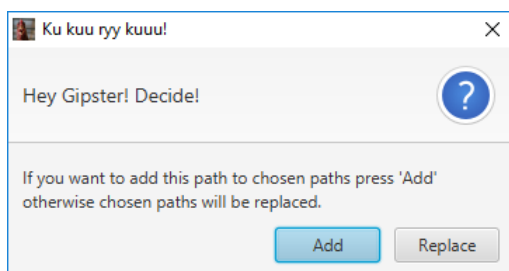 Ku kuu ryy kuuu!
Hey Gipster! Decide!
?
If you want to add this path to chosen paths press 'Add'
otherwise chosen paths will be replaced.
Add Replace